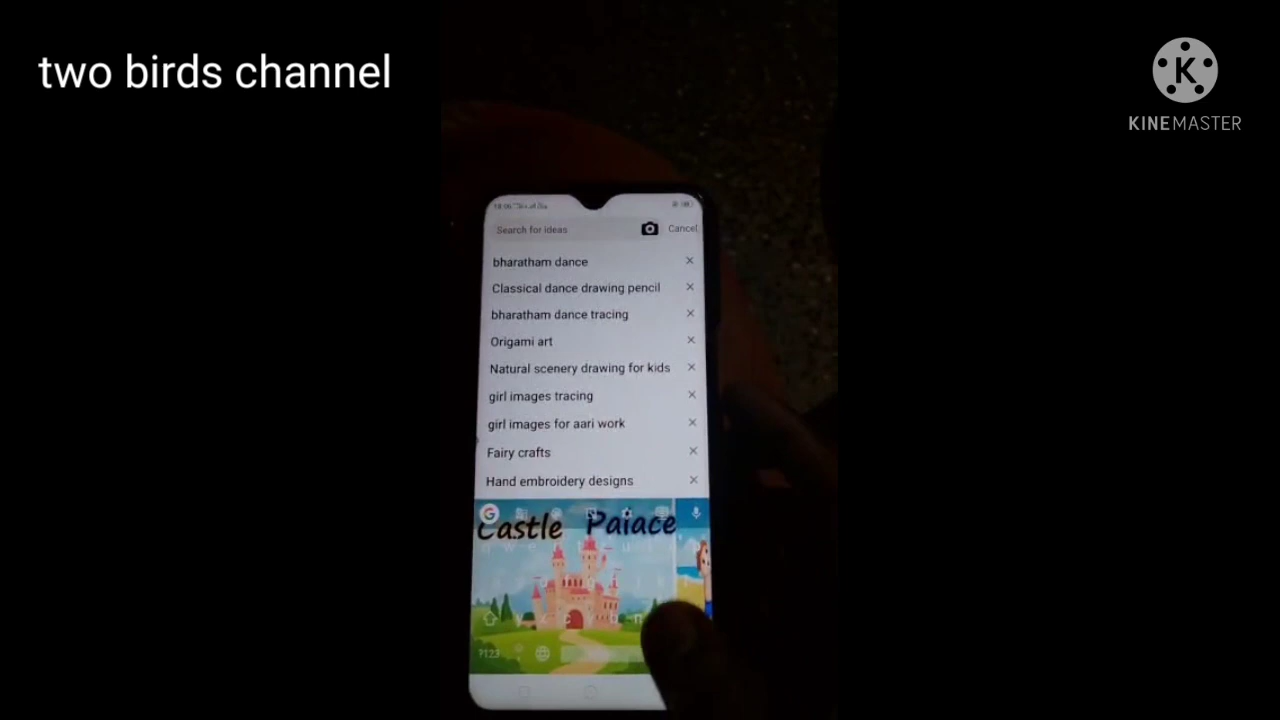 two birds channel
K
KINEMASTER
Search for ideas
Cancel
bharatham dance
Classical dance drawing pencil
bharatham dance tracing
Origami art
Natural scenery drawing for kids
girl images tracing
girl images for aari work
Fairy crafts
Hand embroidery designs
G
Castle Palace
?123